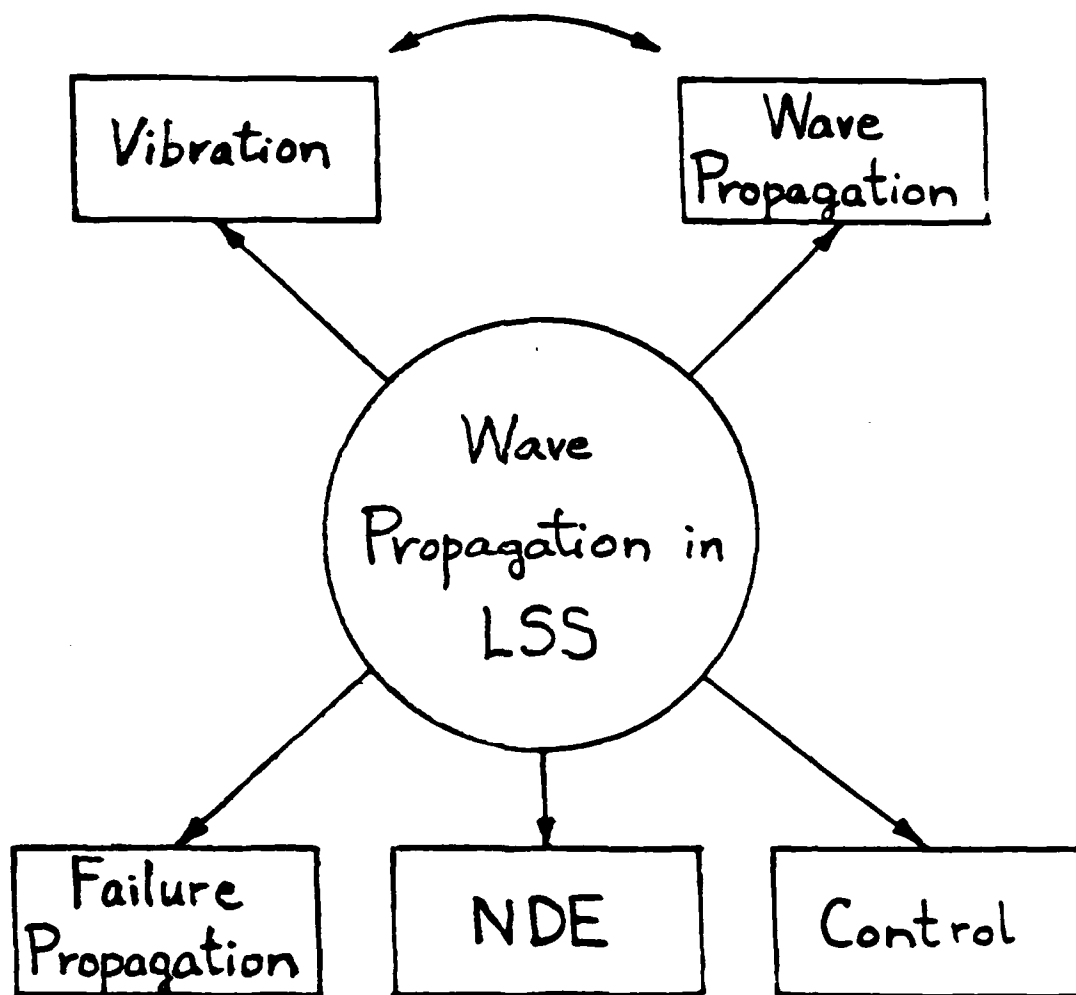 Vibration
Wave
Propagation
Wave
Propagation in
LSS
Failure
Propagation
NDE
Control